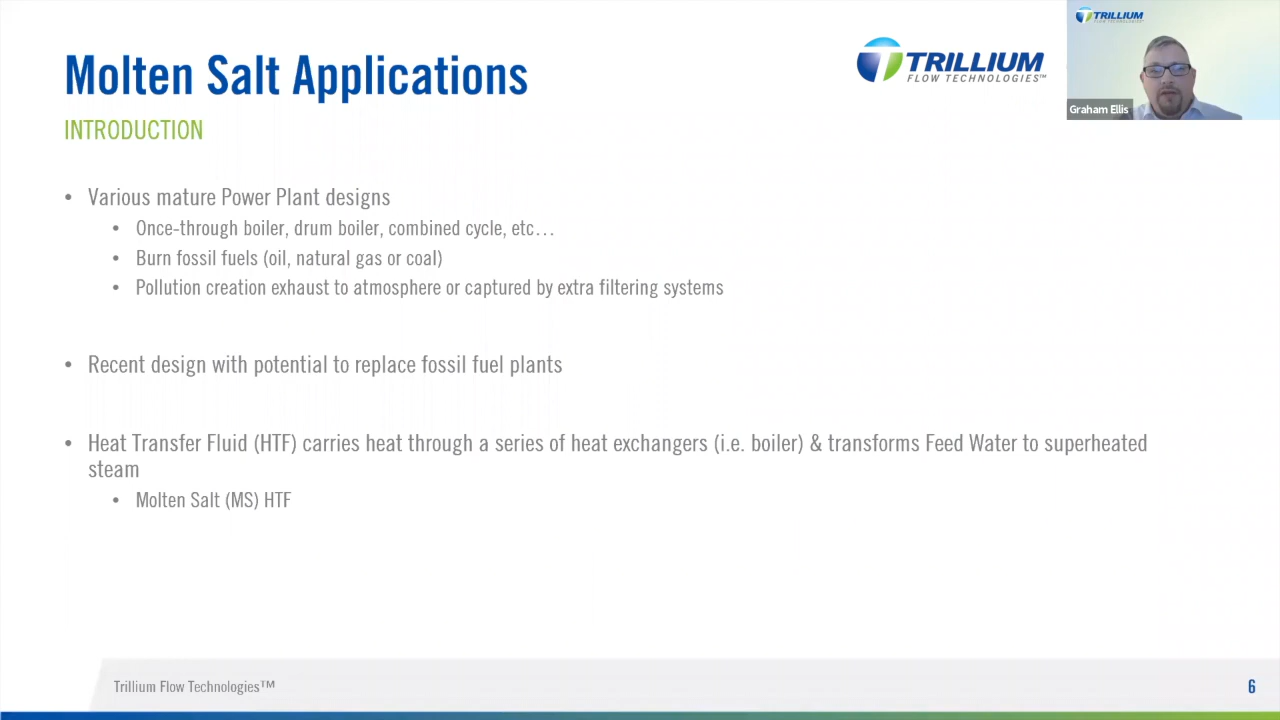 Molten Salt Applications
INTRODUCTION
TRILLIUM
FLOW TECHNOLOGIES™
TRILLIUM
FLOW TECHNOLOGIES
Graham Ellis
• Various mature Power Plant designs
• Once-through boiler, drum boiler, combined cycle, etc…
• Burn fossil fuels (oil, natural gas or coal)
• Pollution creation exhaust to atmosphere or captured by extra filtering systems
• Recent design with potential to replace fossil fuel plants
• Heat Transfer Fluid (HTF) carries heat through a series of heat exchangers (i.e. boiler) & transforms Feed Water to superheated
steam
• Molten Salt (MS) HTF
Trillium Flow Technologies™
6